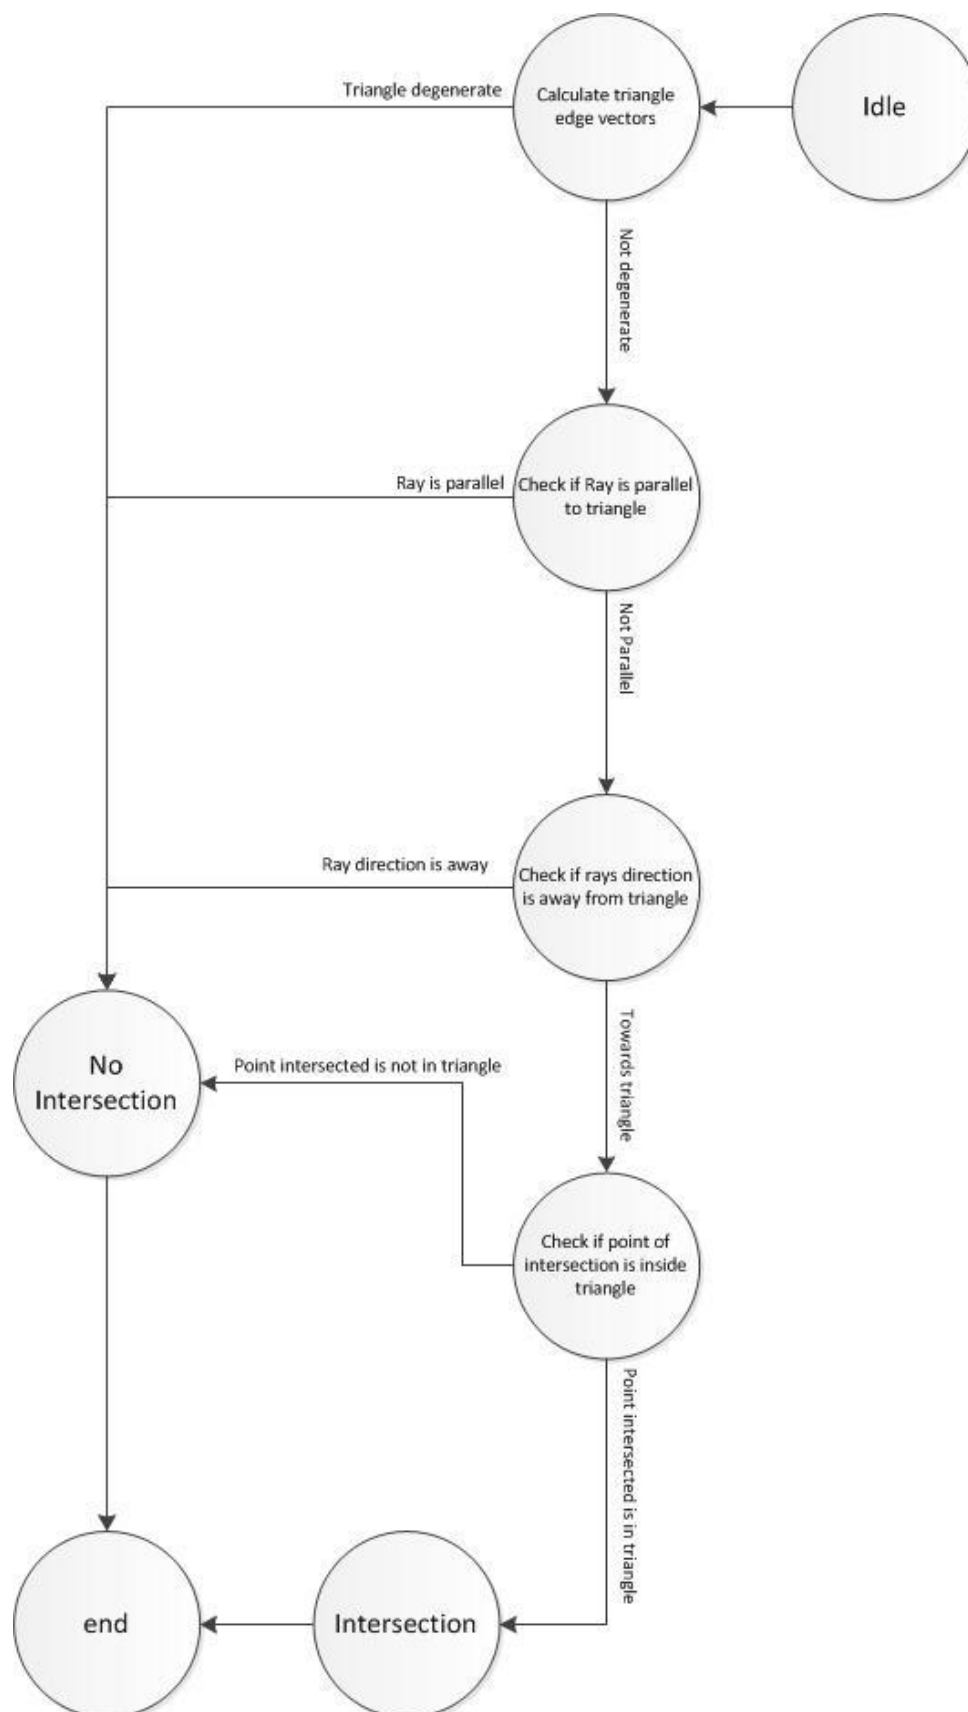 Triangle degenerate
Calculate triangle
edge vectors
Idle
Not degenerate
Ray is parallel
Check if Ray is parallel
to triangle
Not Parallel
Ray direction is away
Check if rays direction
is away from triangle
Towards triangle
No
Intersection
Point intersected is not in triangle
Check if point of
intersection is inside
triangle
Point intersected is in triangle
end
Intersection